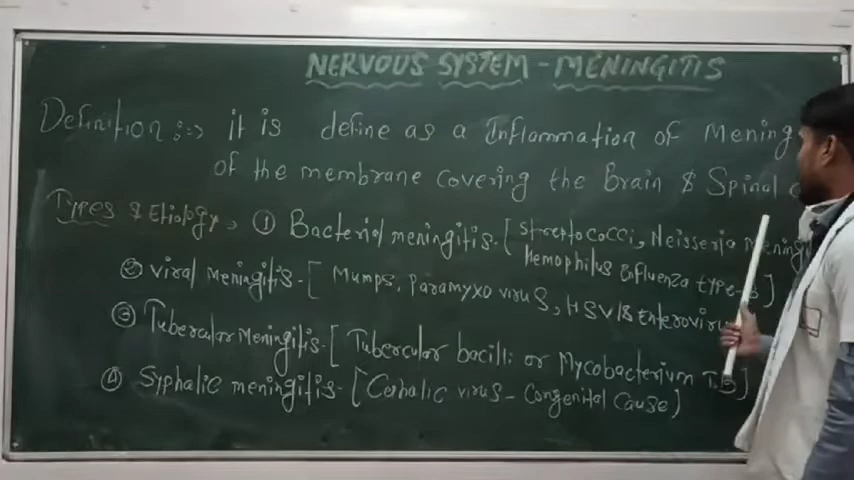 NERVOUS SYSTEM - MENINGITIS
Definition :-> it is define as a Inflammation of Mening
of the membrane covering the Brain & Spinal
Types & Etiology > ① Bacterial meningitis - [ Streptococci, Neisseria Mening
Hemophilus influenza type-B ]
② Viral Meningitis - [ Mumps, Paramyxo virus, HSV & Enterovirus
③ Tubercular Meningitis - [ Tubercular bacilli or Mycobacterium T.B ]
④ Syphalic meningitis - [ virus - Congenital Cause ]